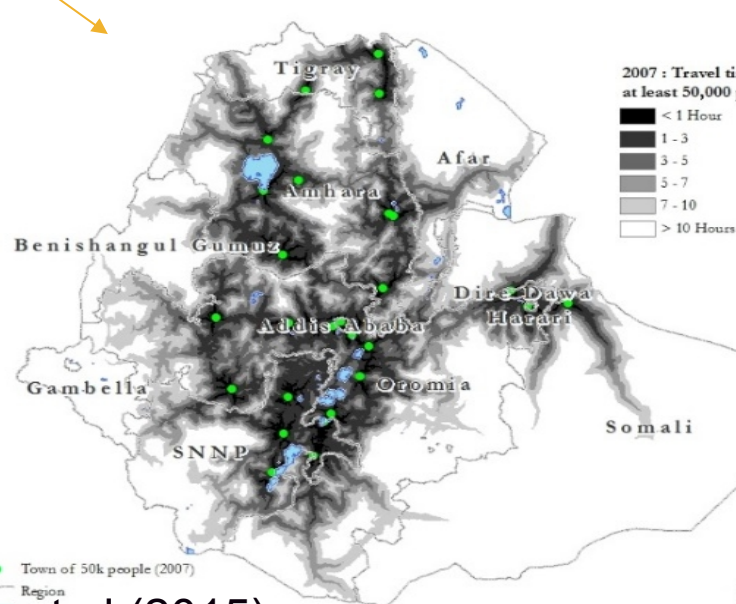 Tigray
2007 : Travel ti
at least 50,000
< 1 Hour
1 - 3
3 - 5
5 - 7
7 - 10
> 10 Hours
Afar
Amhara
Benishangul Gumuz
Dire Dawa
Harari
Addis Ababa
Gambella
Oromia
Somali
SNNP
Town of 50k people (2007)
Region
(2015)